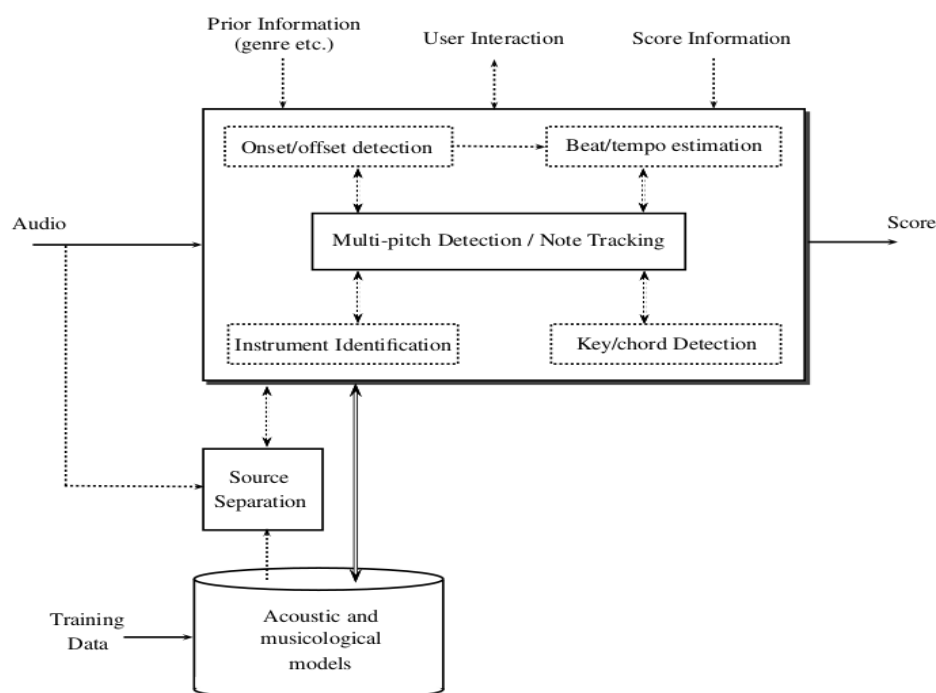 Prior Information
(genre etc.)
User Interaction
Score Information
Onset/offset detection
Beat/tempo estimation
Audio
Multi-pitch Detection / Note Tracking
Score
Instrument Identification
Key/chord Detection
Source
Separation
Training
Data
Acoustic and
musicological
models